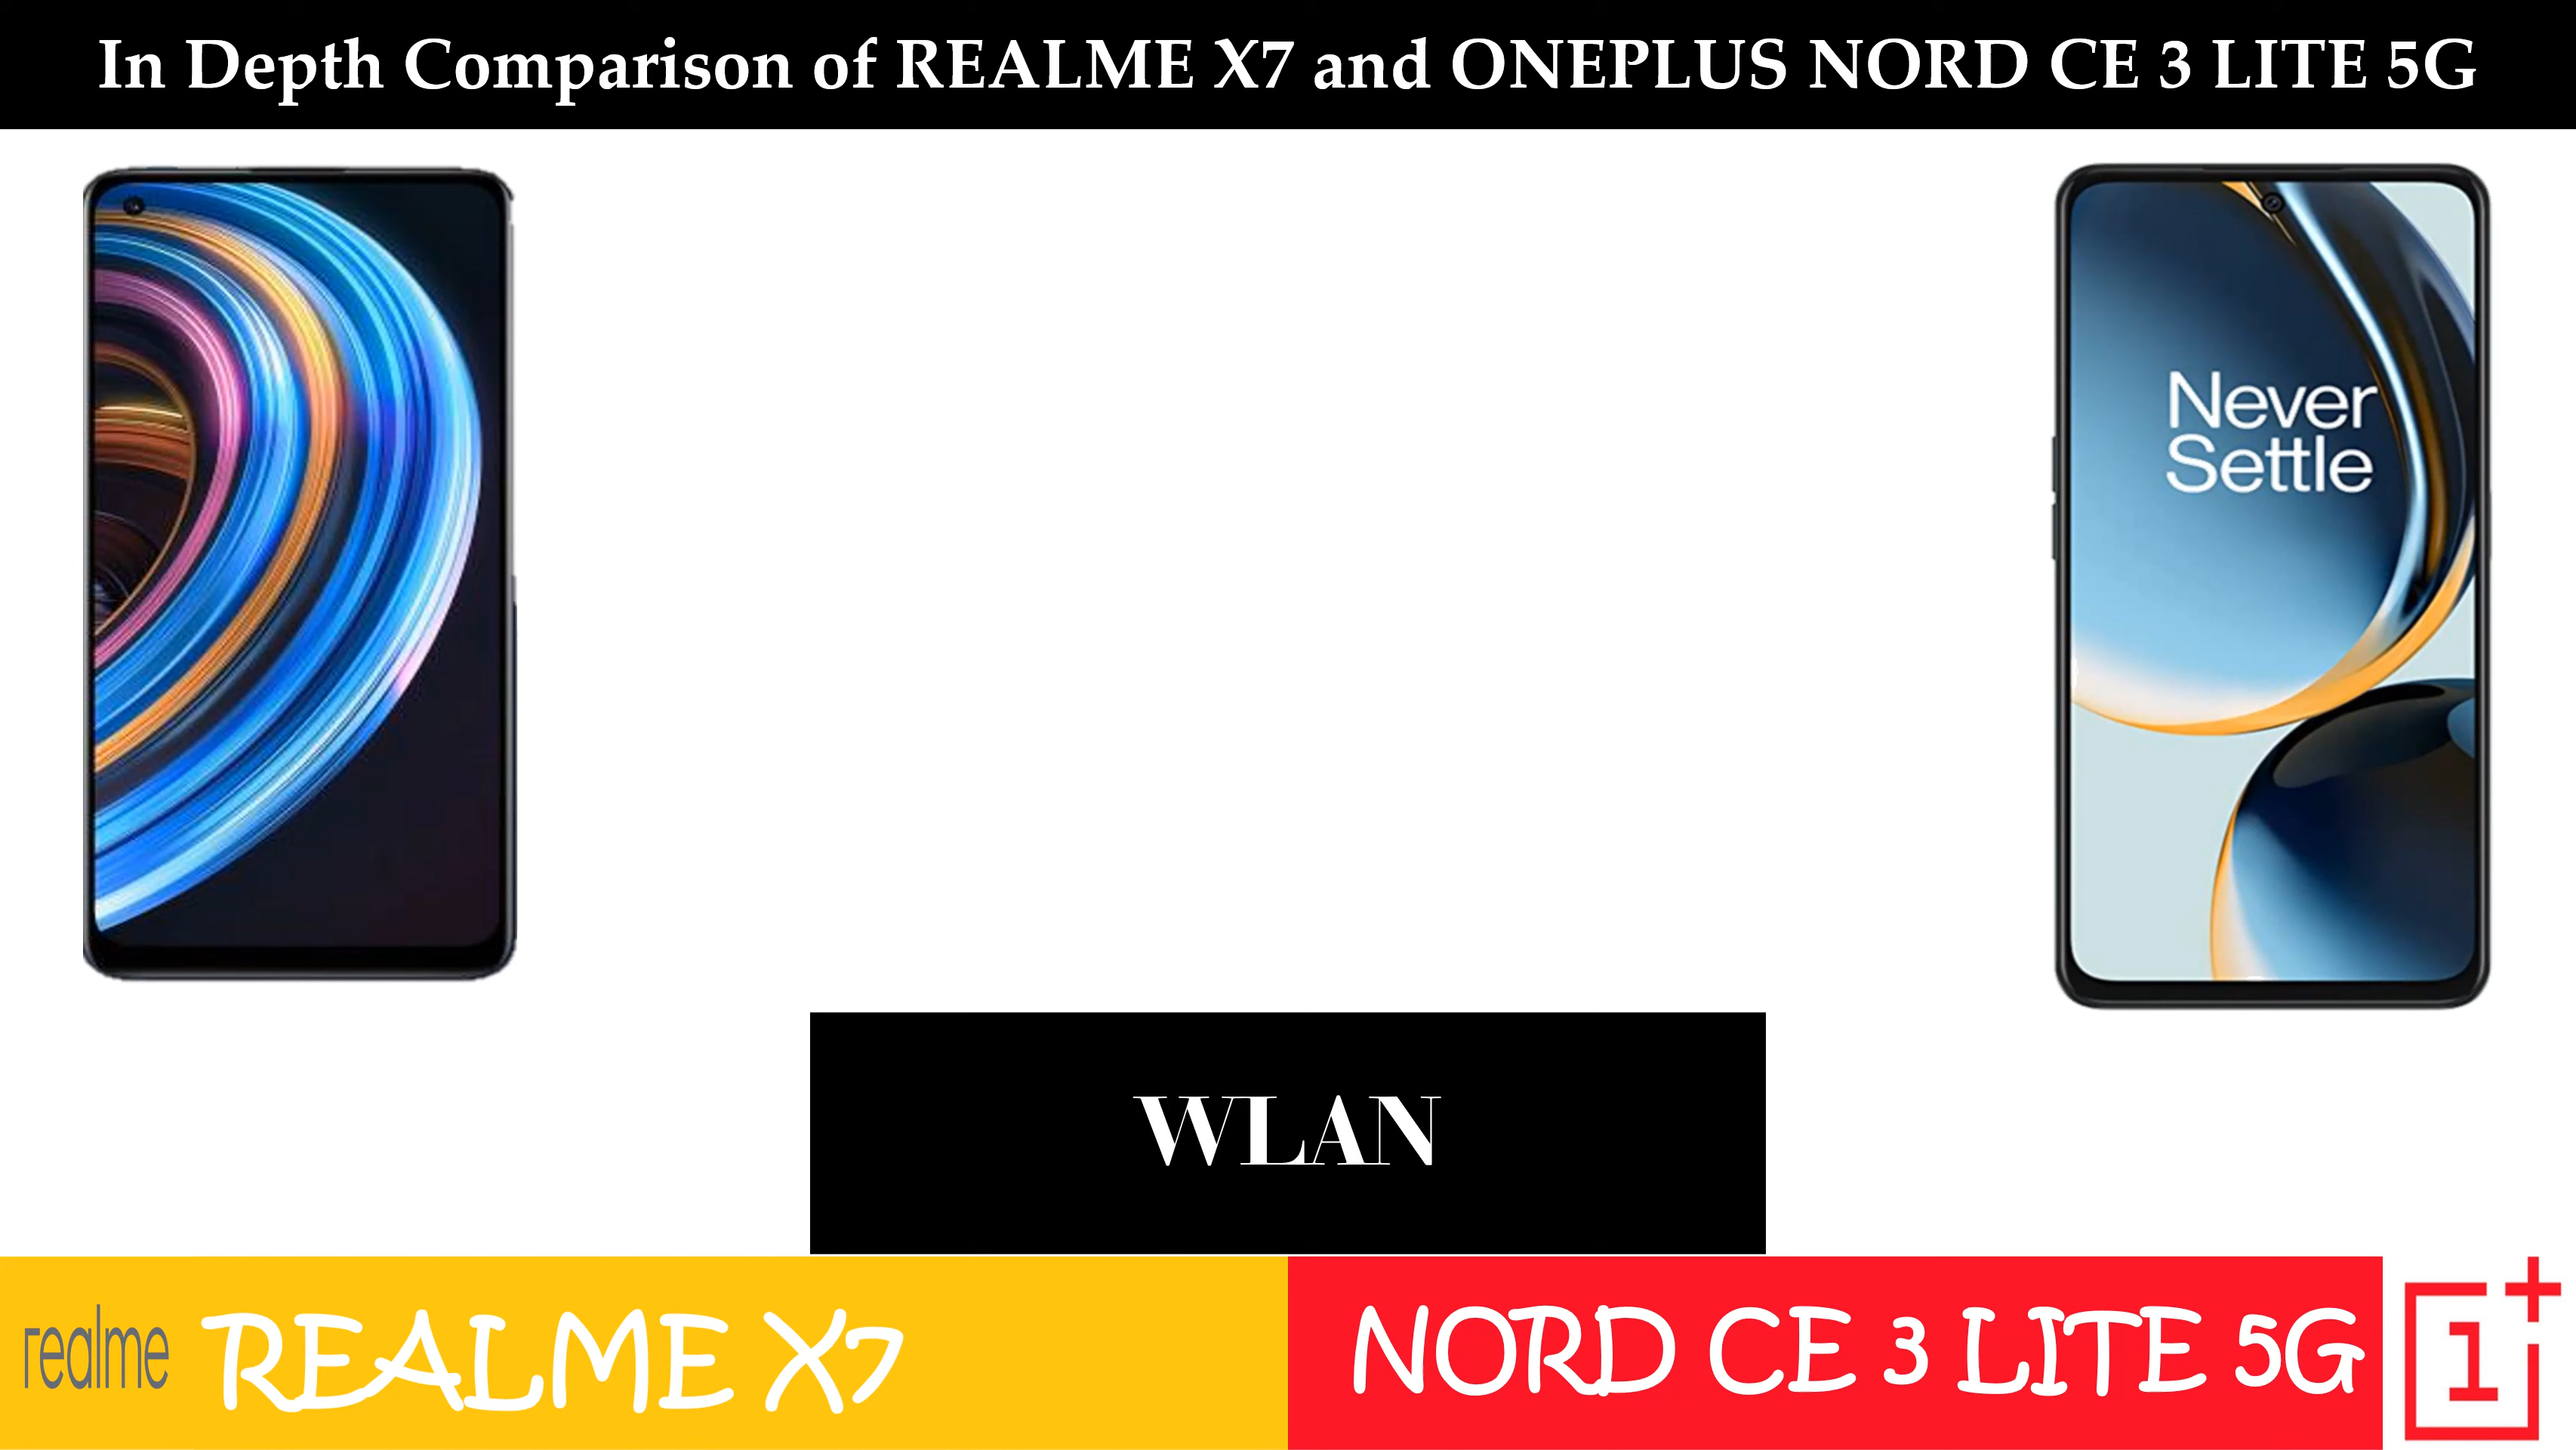 In Depth Comparison of REALME X7 and ONEPLUS NORD CE 3 LITE 5G
Never
Settle
WLAN
realme REALME X7
NORD CE 3 LITE 5G 1+